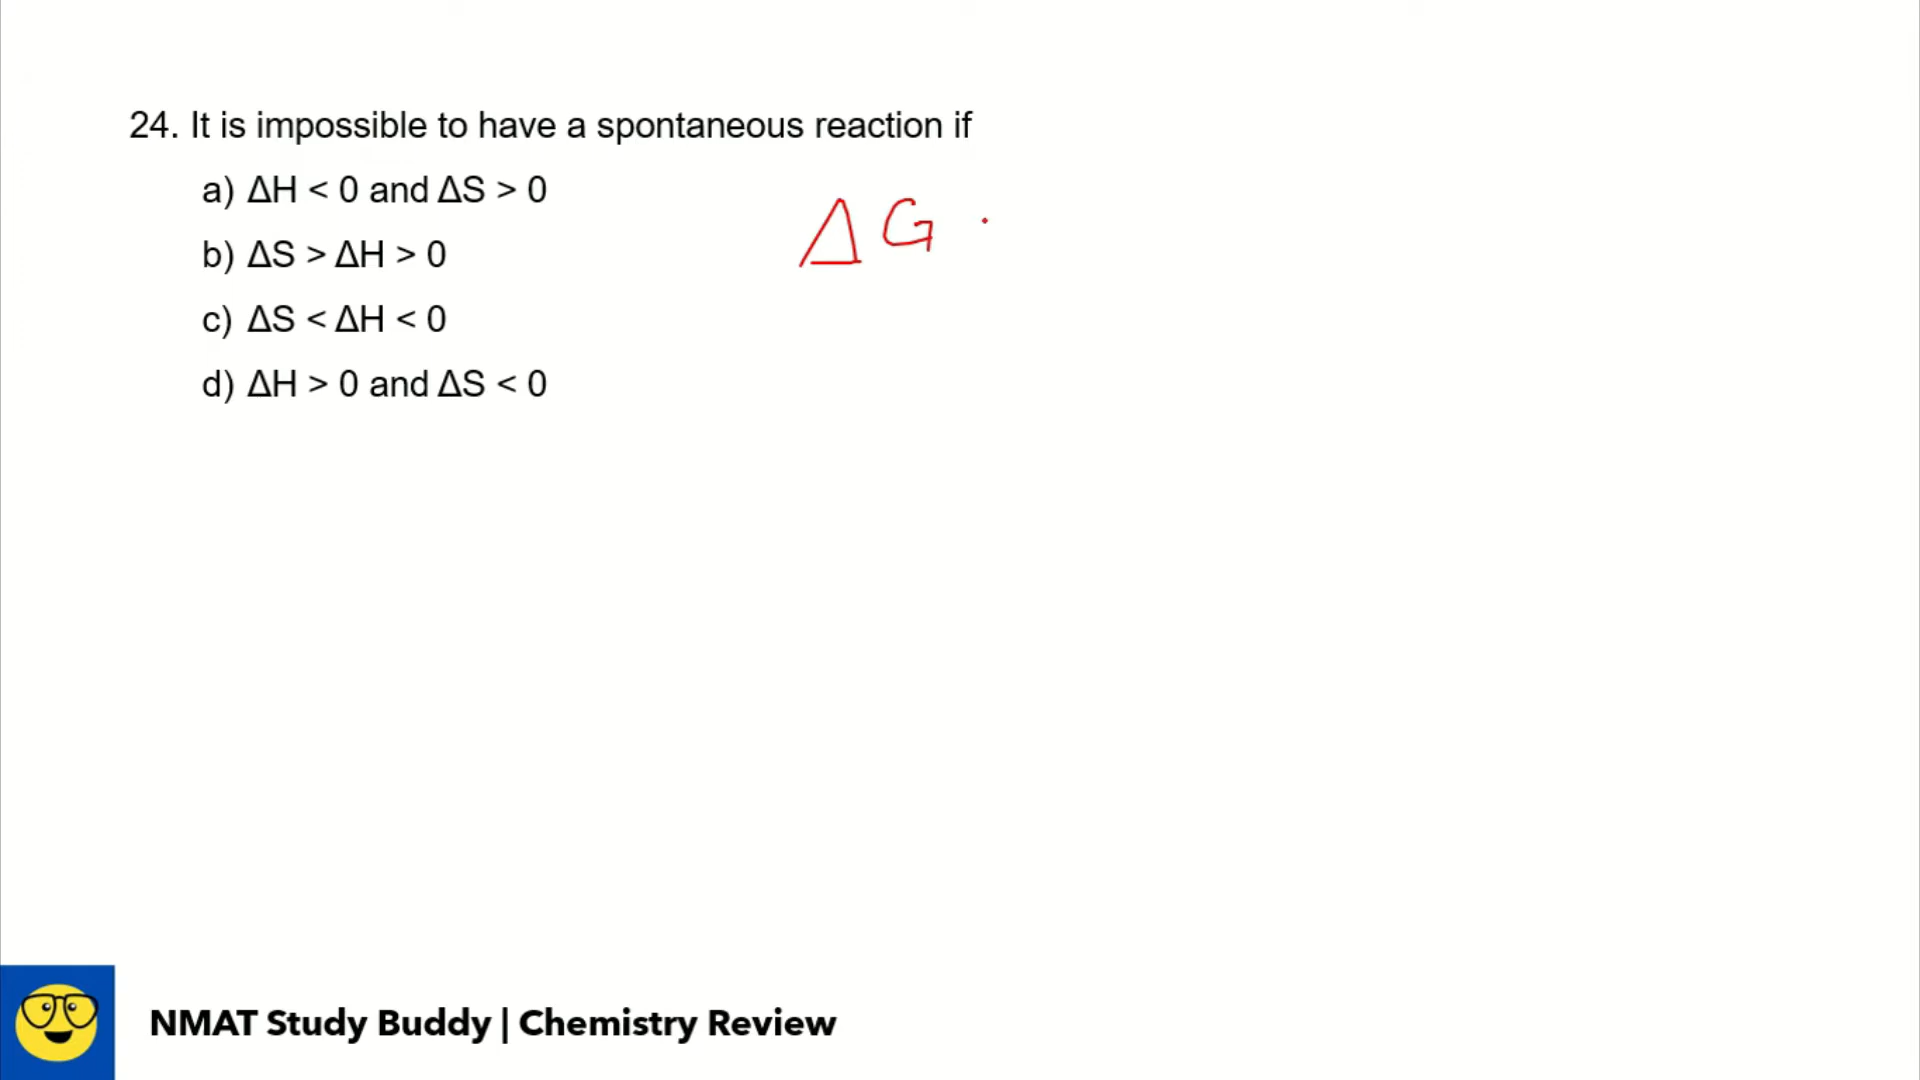 24. It is impossible to have a spontaneous reaction if
a) ΔH < 0 and ΔS > 0
ΔG
b) ΔS > ΔH > 0
c) ΔS < ΔH < 0
d) ΔH > 0 and ΔS < 0
NMAT Study Buddy | Chemistry Review